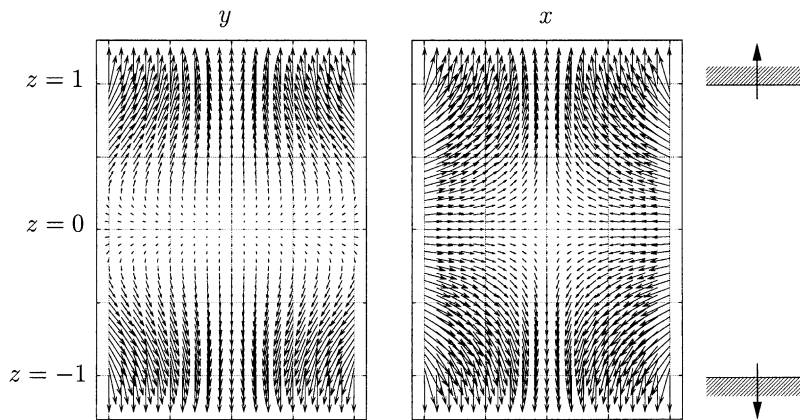 y x
z = 1
z = 0
z = −1